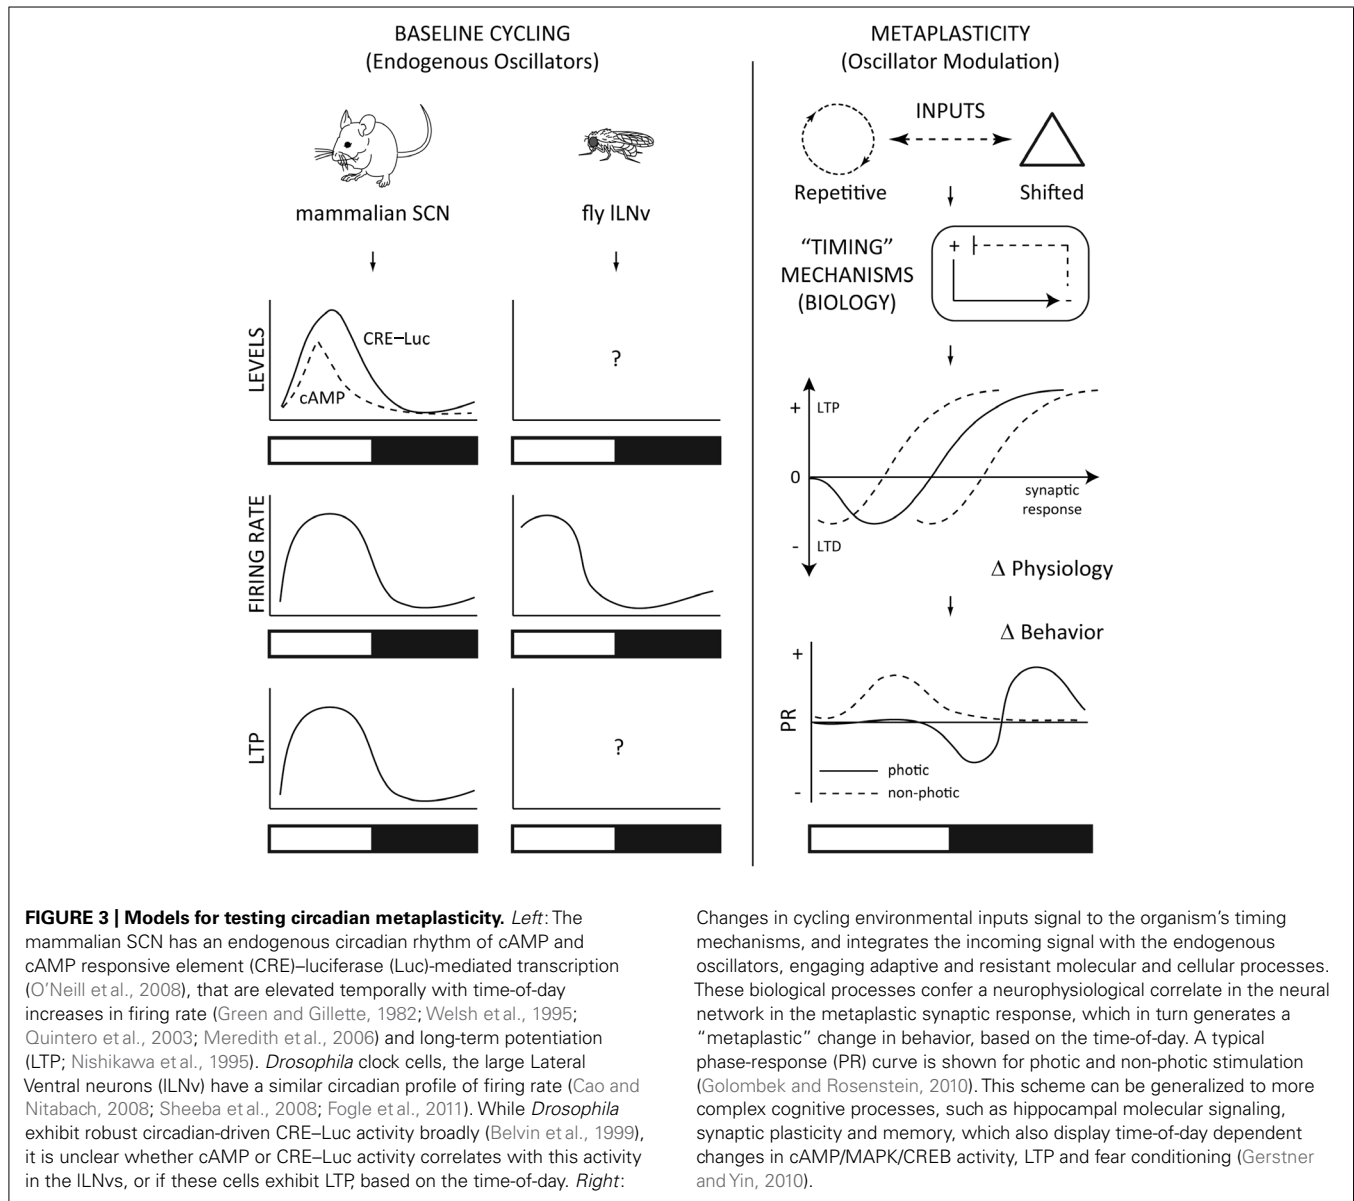 BASELINE CYCLING
(Endogenous Oscillators)
mammalian SCN
fly lLNv
LEVELS
CRE–Luc
cAMP
?
FIRING RATE
LTP
?
METAPLASTICITY
(Oscillator Modulation)
INPUTS
Repetitive
Shifted
“TIMING”
MECHANISMS
(BIOLOGY)
+
-
+
LTP
0
synaptic
response
-
LTD
Δ Physiology
Δ Behavior
+
PR
photic
-
non-photic
FIGURE 3 | Models for testing circadian metaplasticity. Left: The
mammalian SCN has an endogenous circadian rhythm of cAMP and
cAMP responsive element (CRE)–luciferase (Luc)-mediated transcription
(O’Neill et al., 2008), that are elevated temporally with time-of-day
increases in firing rate (Green and Gillette, 1982; Welsh et al., 1995;
Quintero et al., 2003; Meredith et al., 2006) and long-term potentiation
(LTP; Nishikawa et al., 1995). Drosophila clock cells, the large Lateral
Ventral neurons (lLNv) have a similar circadian profile of firing rate (Cao and
Nitabach, 2008; Sheeba et al., 2008; Fogle et al., 2011). While Drosophila
exhibit robust circadian-driven CRE–Luc activity broadly (Belvin et al., 1999),
it is unclear whether cAMP or CRE–Luc activity correlates with this activity
in the lLNvs, or if these cells exhibit LTP, based on the time-of-day. Right:
Changes in cycling environmental inputs signal to the organism’s timing
mechanisms, and integrates the incoming signal with the endogenous
oscillators, engaging adaptive and resistant molecular and cellular processes.
These biological processes confer a neurophysiological correlate in the neural
network in the metaplastic synaptic response, which in turn generates a
“metaplastic” change in behavior, based on the time-of-day. A typical
phase-response (PR) curve is shown for photic and non-photic stimulation
(Golombek and Rosenstein, 2010). This scheme can be generalized to more
complex cognitive processes, such as hippocampal molecular signaling,
synaptic plasticity and memory, which also display time-of-day dependent
changes in cAMP/MAPK/CREB activity, LTP and fear conditioning (Gerstner
and Yin, 2010).